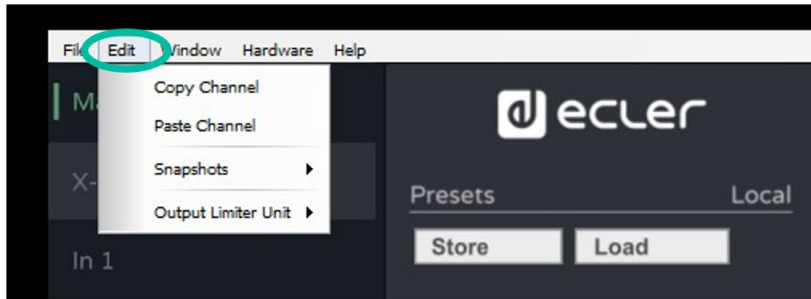 File Edit Window Hardware Help
Copy Channel
Paste Channel
Snapshots
Output Limiter Unit
ecler
Presets Local
Store Load
In 1